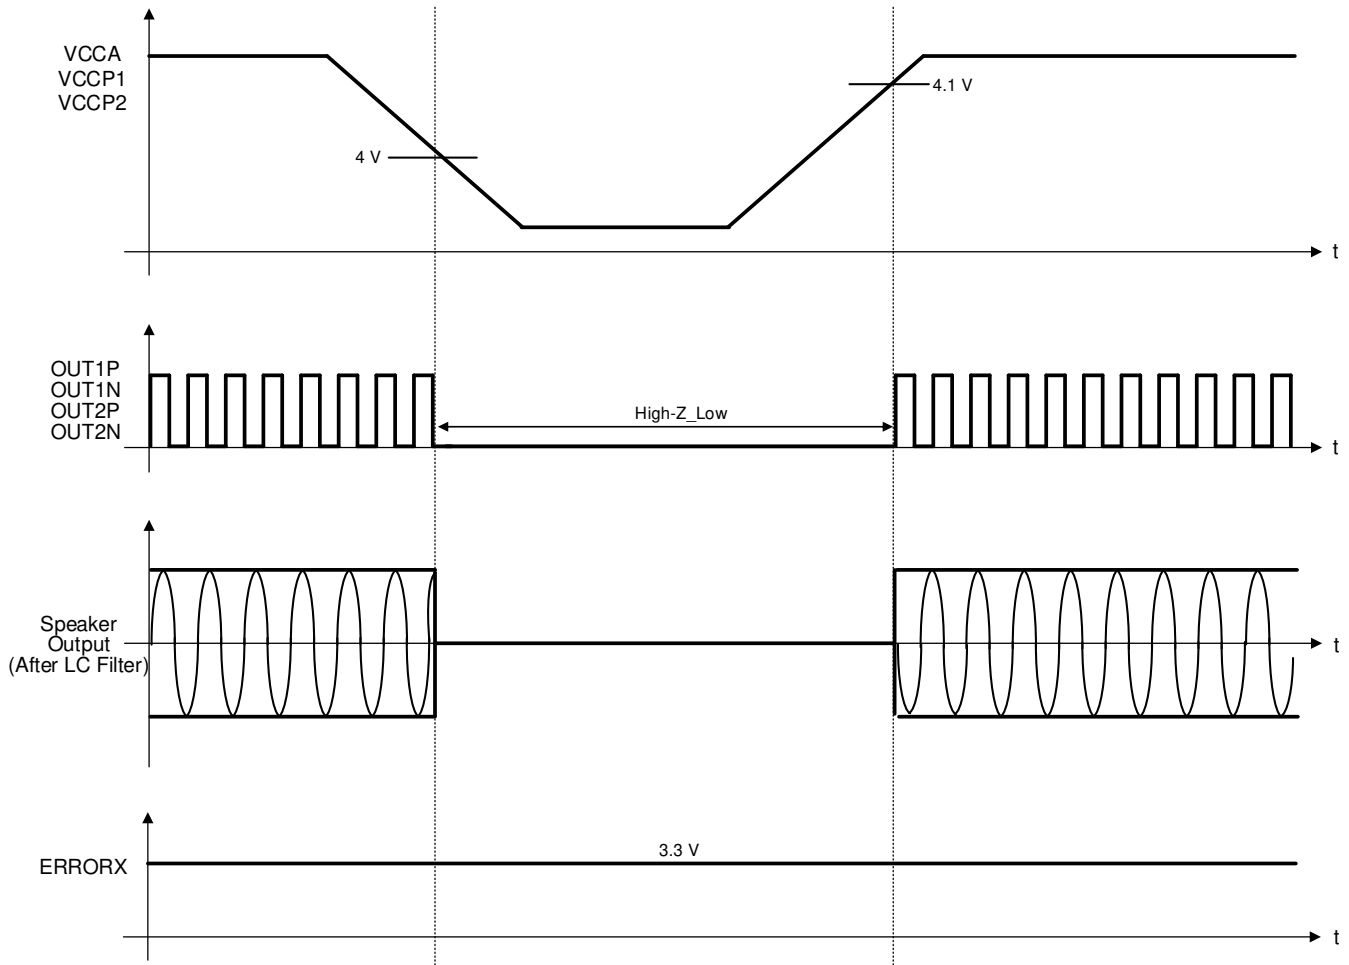 VCCA
VCCP1
VCCP2
4.1 V
4 V
t
OUT1P
OUT1N
OUT2P
OUT2N
High-Z_Low
t
Speaker
Output
(After LC Filter)
t
3.3 V
ERRORX
t